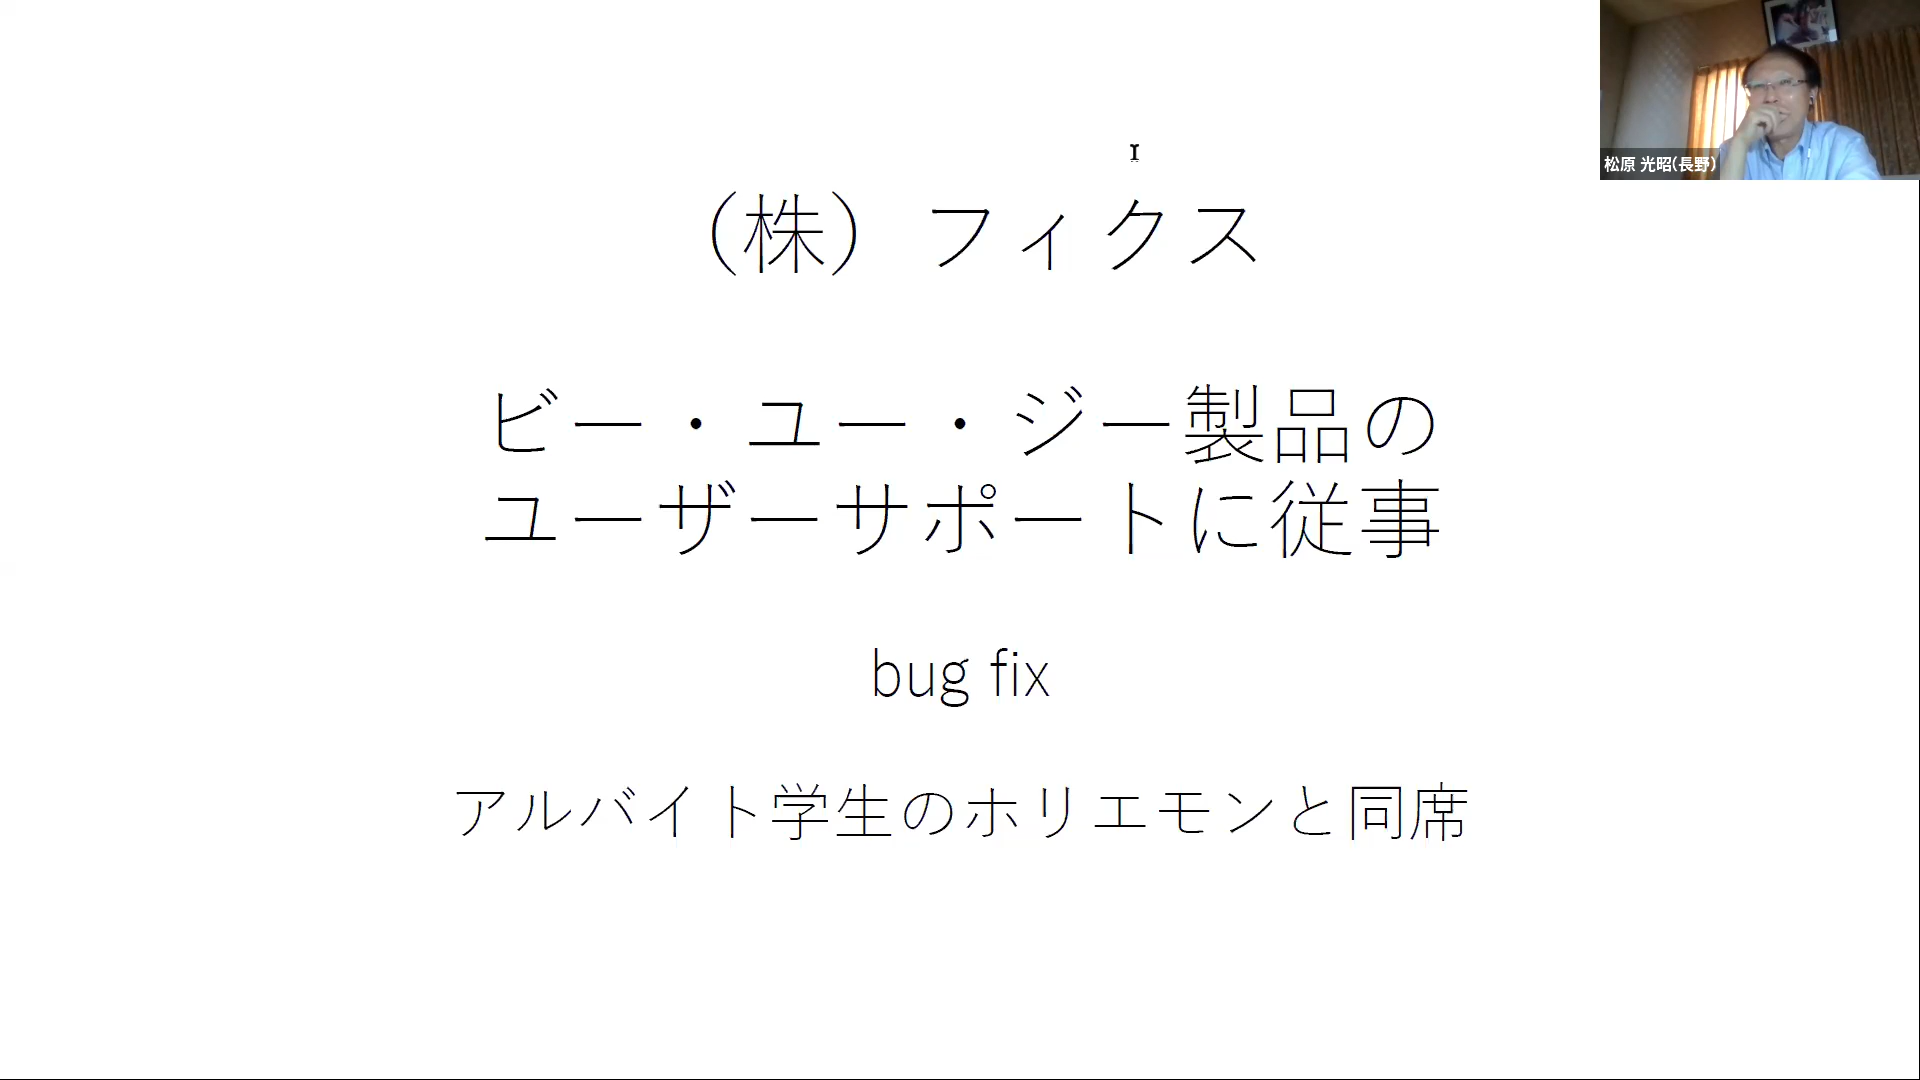 （株）フィクス
ビー・ユー・ジー製品の
ユーザーサポートに従事
bug fix
アルバイト学生のホリエモンと同席
松原 光昭(長野)